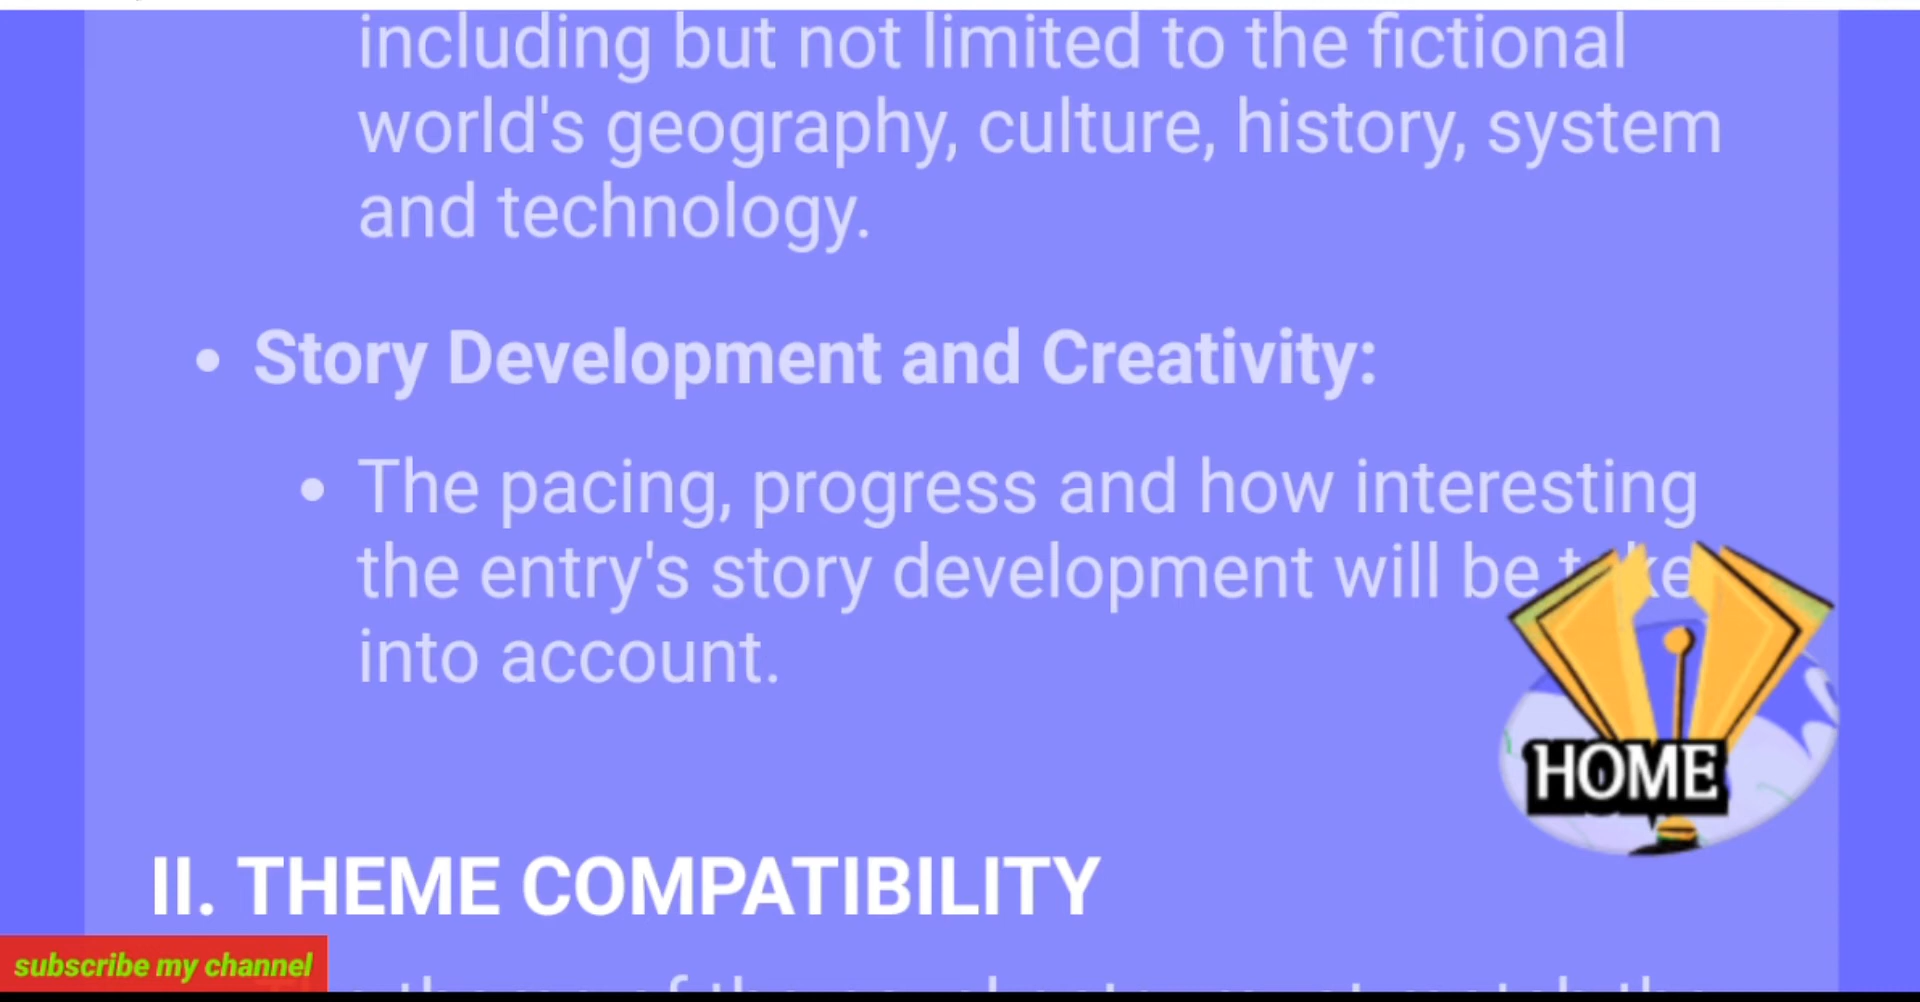 including but not limited to the fictional
world's geography, culture, history, system
and technology.
• Story Development and Creativity:
• The pacing, progress and how interesting
the entry's story development will be
into account.
HOME
II. THEME COMPATIBILITY
subscribe my channel